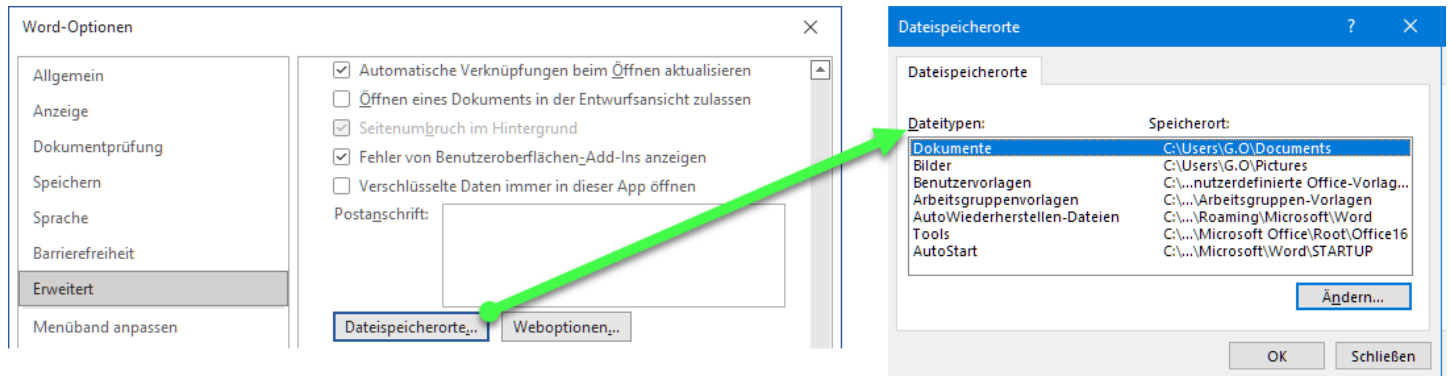 Word-Optionen
Allgemein
Anzeige
Dokumentprüfung
Speichern
Sprache
Barrierefreiheit
Erweitert
Menüband anpassen
Automatische Verknüpfungen beim Öffnen aktualisieren
Öffnen eines Dokuments in der Entwurfsansicht zulassen
Seitenumbruch im Hintergrund
Fehler von Benutzeroberflächen-Add-Ins anzeigen
Verschlüsselte Daten immer in dieser App öffnen
Postanschrift:
Dateispeicherorte... Weboptionen...
Dateispeicherorte ?
Dateispeicherorte
Dateitypen: Speicherort:
Dokumente C:\Users\G.O\Documents
Bilder C:\Users\G.O\Pictures
Benutzervorlagen C:\...nutzerdefinierte Office-Vorlag...
Arbeitsgruppenvorlagen C:\...\Arbeitsgruppen-Vorlagen
AutoWiederherstellen-Dateien C:\...\Roaming\Microsoft\Word
Tools C:\...\Microsoft Office\Root\Office16
AutoStart C:\...\Microsoft\Word\STARTUP
Ändern...
OK Schließen